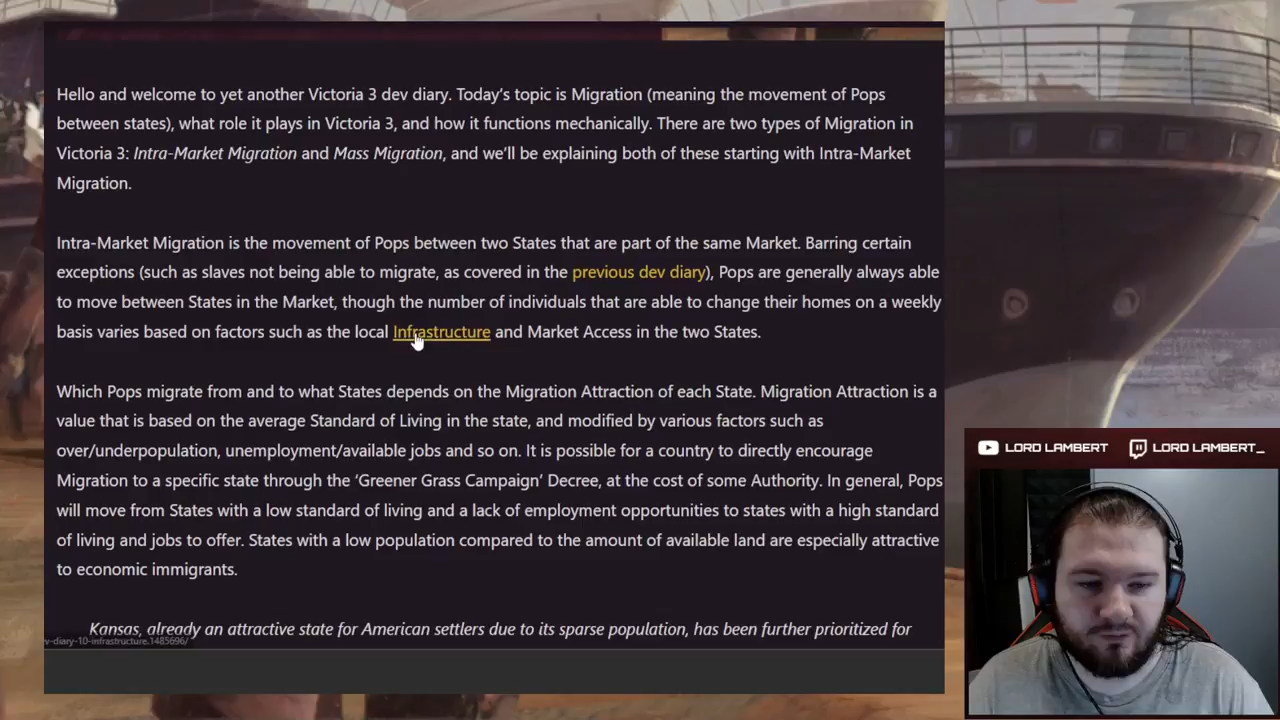 Hello and welcome to yet another Victoria 3 dev diary. Today's topic is Migration (meaning the movement of Pops
between states), what role it plays in Victoria 3, and how it functions mechanically. There are two types of Migration in
Victoria 3: Intra-Market Migration and Mass Migration, and we'll be explaining both of these starting with Intra-Market
Migration.
Intra-Market Migration is the movement of Pops between two States that are part of the same Market. Barring certain
exceptions (such as slaves not being able to migrate, as covered in the previous dev diary), Pops are generally always able
to move between States in the Market, though the number of individuals that are able to change their homes on a weekly
basis varies based on factors such as the local Infrastructure and Market Access in the two States.
Which Pops migrate from and to what States depends on the Migration Attraction of each State. Migration Attraction is a
value that is based on the average Standard of Living in the state, and modified by various factors such as
over/underpopulation, unemployment/available jobs and so on. It is possible for a country to directly encourage
Migration to a specific state through the 'Greener Grass Campaign' Decree, at the cost of some Authority. In general, Pops
will move from States with a low standard of living and a lack of employment opportunities to states with a high standard
of living and jobs to offer. States with a low population compared to the amount of available land are especially attractive
to economic immigrants.
Kansas, already an attractive state for American settlers due to its sparse population, has been further prioritized for
v-diary-10-infrastructure.1485696/
LORD LAMBERT
LORD LAMBERT_